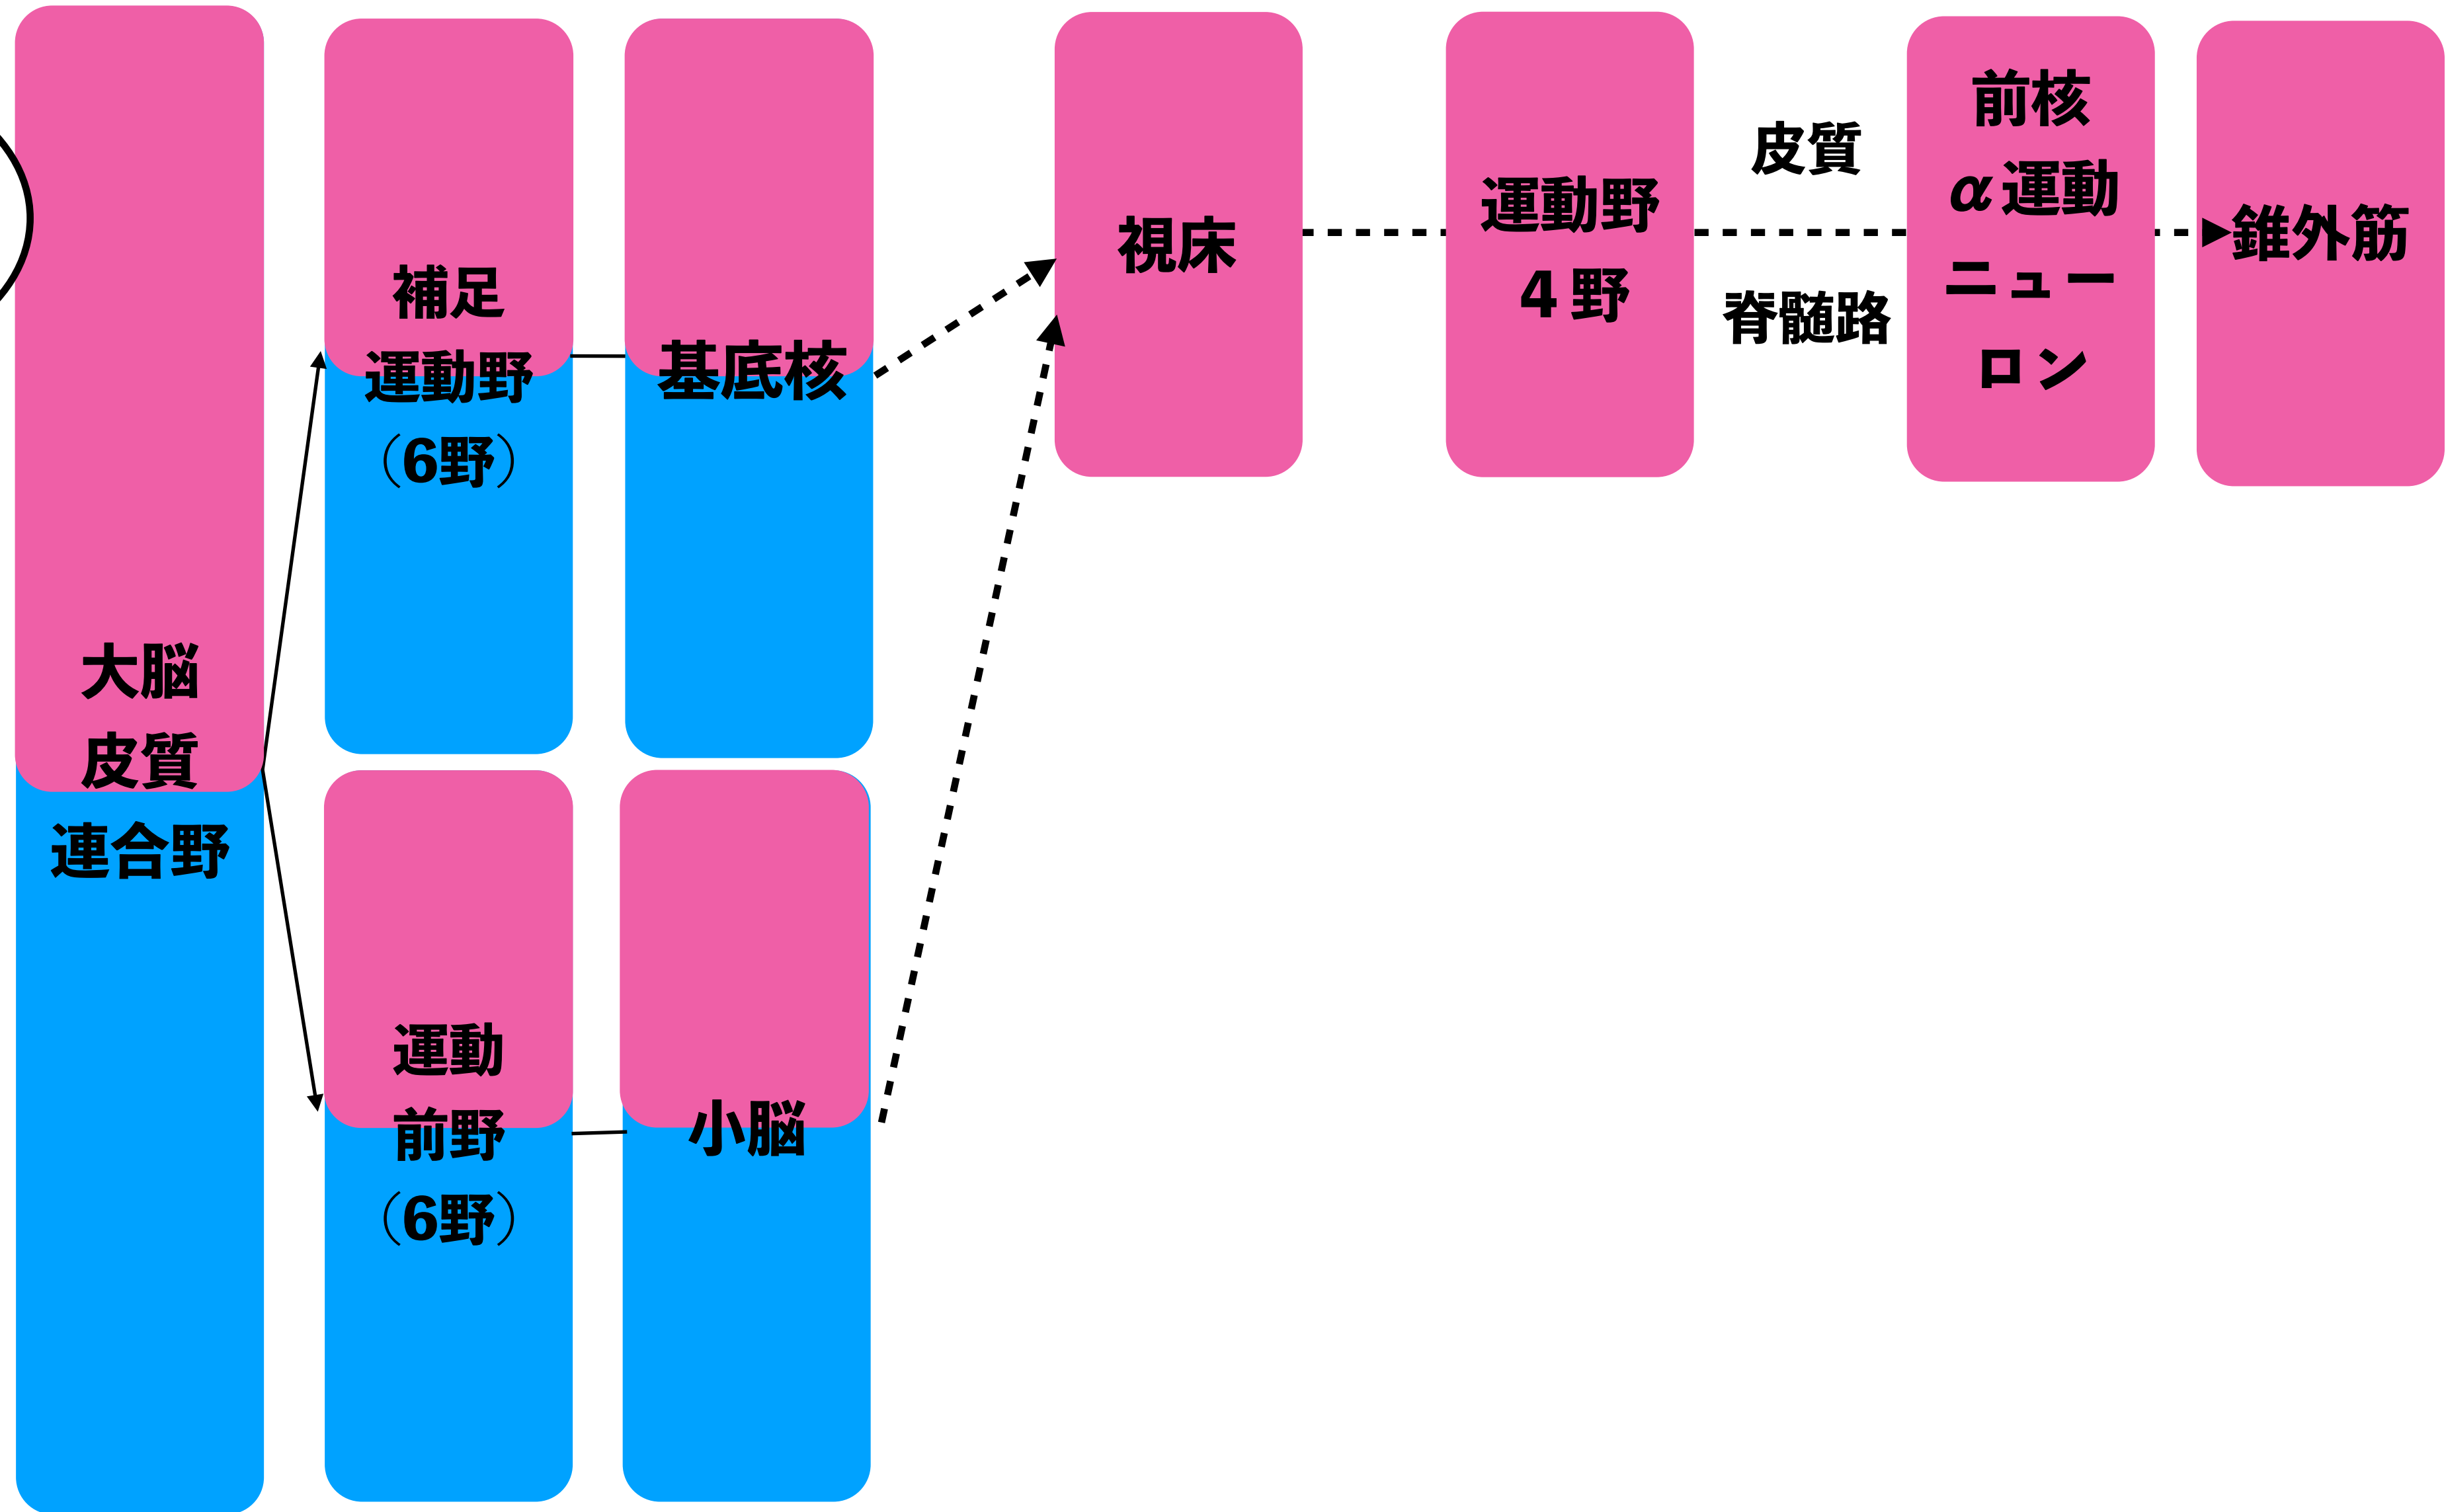 大脳
皮質
連合野
補足
運動野
（6野）
基底核
運動
前野
（6野）
小脳
視床
運動野
４野
皮質
脊髄路
前核
α運動
ニュー
ロン
錐外筋